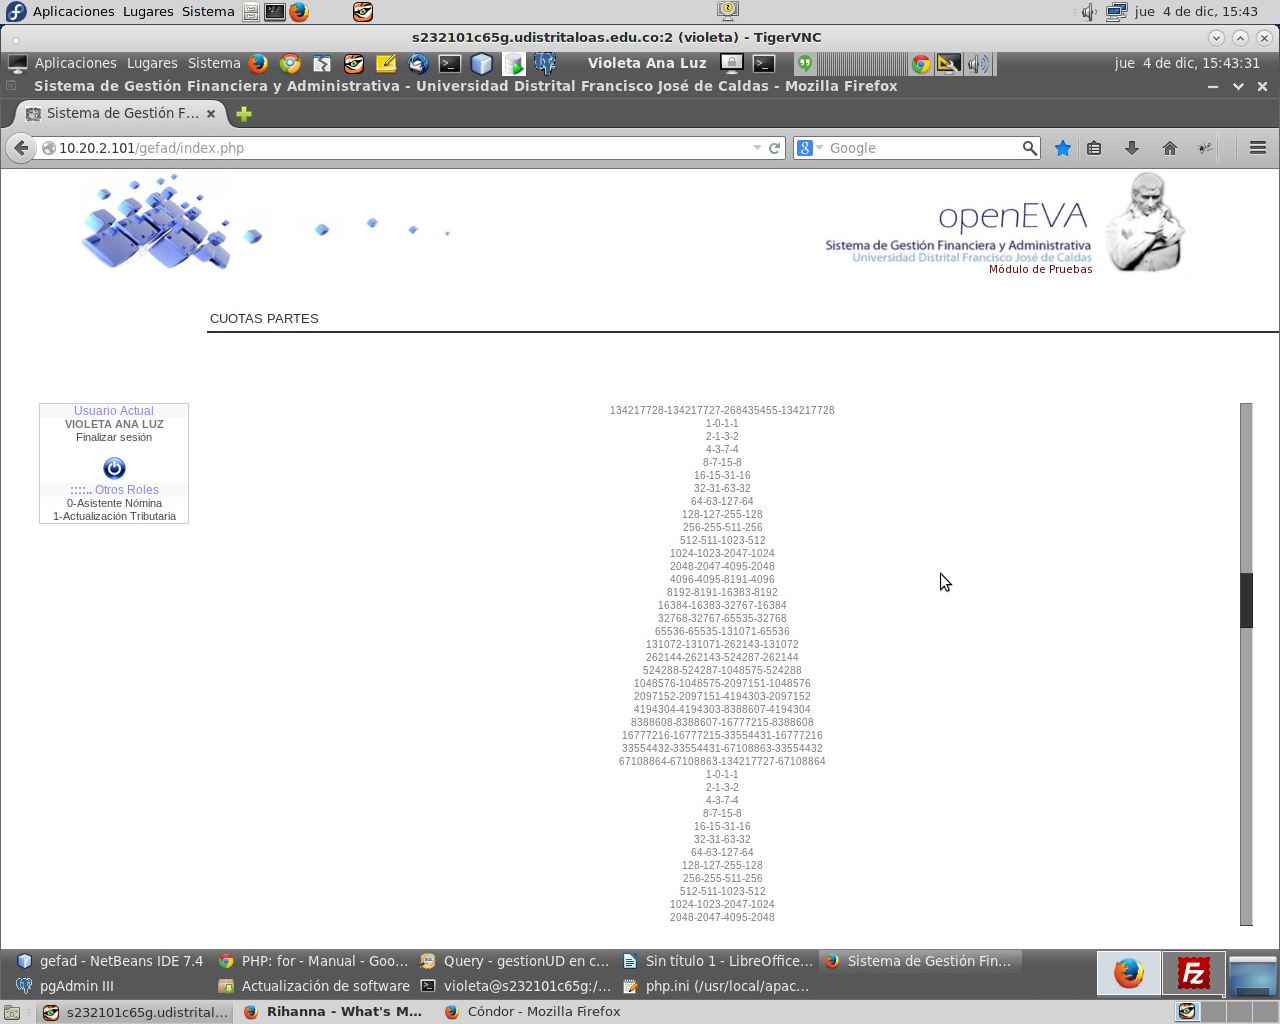 Aplicaciones Lugares Sistema jue 4 de dic, 15:43
s232101c65g.udistritaloas.edu.co:2 (violeta) - TigerVNC
Aplicaciones Lugares Sistema Violeta Ana Luz jue 4 de dic, 15:43:31
Sistema de Gestión Financiera y Administrativa - Universidad Distrital Francisco José de Caldas - Mozilla Firefox
Sistema de Gestión F...
10.20.2.101/gefad/index.php Google
openEVA
Sistema de Gestión Financiera y Administrativa
Universidad Distrital Francisco José de Caldas
Módulo de Pruebas
CUOTAS PARTES
Usuario Actual
VIOLETA ANA LUZ
Finalizar sesión
::::.. Otros Roles
0-Asistente Nómina
1-Actualización Tributaria
134217728-134217727-268435455-134217728
1-0-1-1
2-1-3-2
4-3-7-4
8-7-15-8
16-15-31-16
32-31-63-32
64-63-127-64
128-127-255-128
256-255-511-256
512-511-1023-512
1024-1023-2047-1024
2048-2047-4095-2048
4096-4095-8191-4096
8192-8191-16383-8192
16384-16383-32767-16384
32768-32767-65535-32768
65536-65535-131071-65536
131072-131071-262143-131072
262144-262143-524287-262144
524288-524287-1048575-524288
1048576-1048575-2097151-1048576
2097152-2097151-4194303-2097152
4194304-4194303-8388607-4194304
8388608-8388607-16777215-8388608
16777216-16777215-33554431-16777216
33554432-33554431-67108863-33554432
67108864-67108863-134217727-67108864
1-0-1-1
2-1-3-2
4-3-7-4
8-7-15-8
16-15-31-16
32-31-63-32
64-63-127-64
128-127-255-128
256-255-511-256
512-511-1023-512
1024-1023-2047-1024
2048-2047-4095-2048
gefad - NetBeans IDE 7.4 PHP: for - Manual - Goo... Query - gestionUD en c... Sin título 1 - LibreOffice... Sistema de Gestión Fin...
pgAdmin III Actualización de software violeta@s232101c65g:/... php.ini (/usr/local/apac...
s232101c65g.udistrital... Rihanna - What's M... Cóndor - Mozilla Firefox